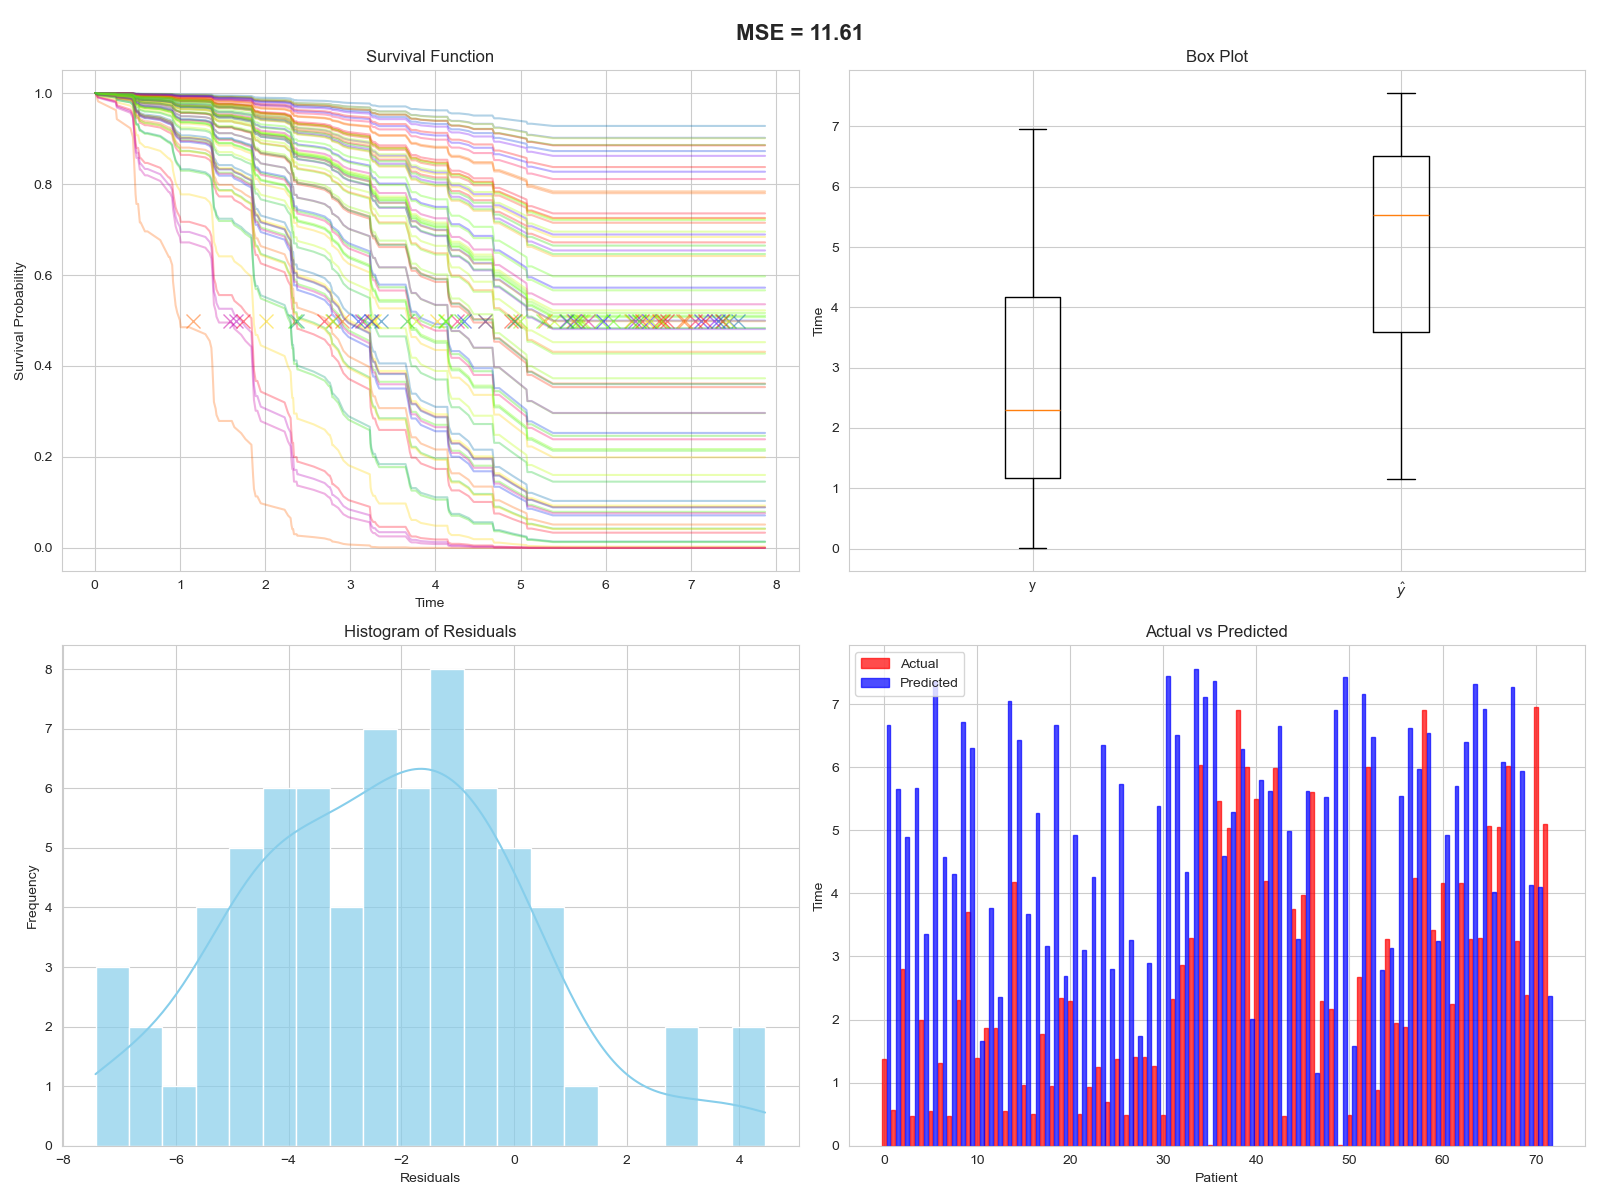 MSE = 11.61
Survival Function
1.0
0.8
0.6
0.4
0.2
0.0
Survival Probability
0 1 2 3 4 5 6 7 8
Time
Box Plot
7
6
5
4
3
2
1
0
Time
y ŷ
Histogram of Residuals
8
7
6
5
4
3
2
1
0
Frequency
−8 −6 −4 −2 0 2 4
Residuals
Actual vs Predicted
Actual
Predicted
7
6
5
4
3
2
1
0
Time
0 10 20 30 40 50 60 70
Patient